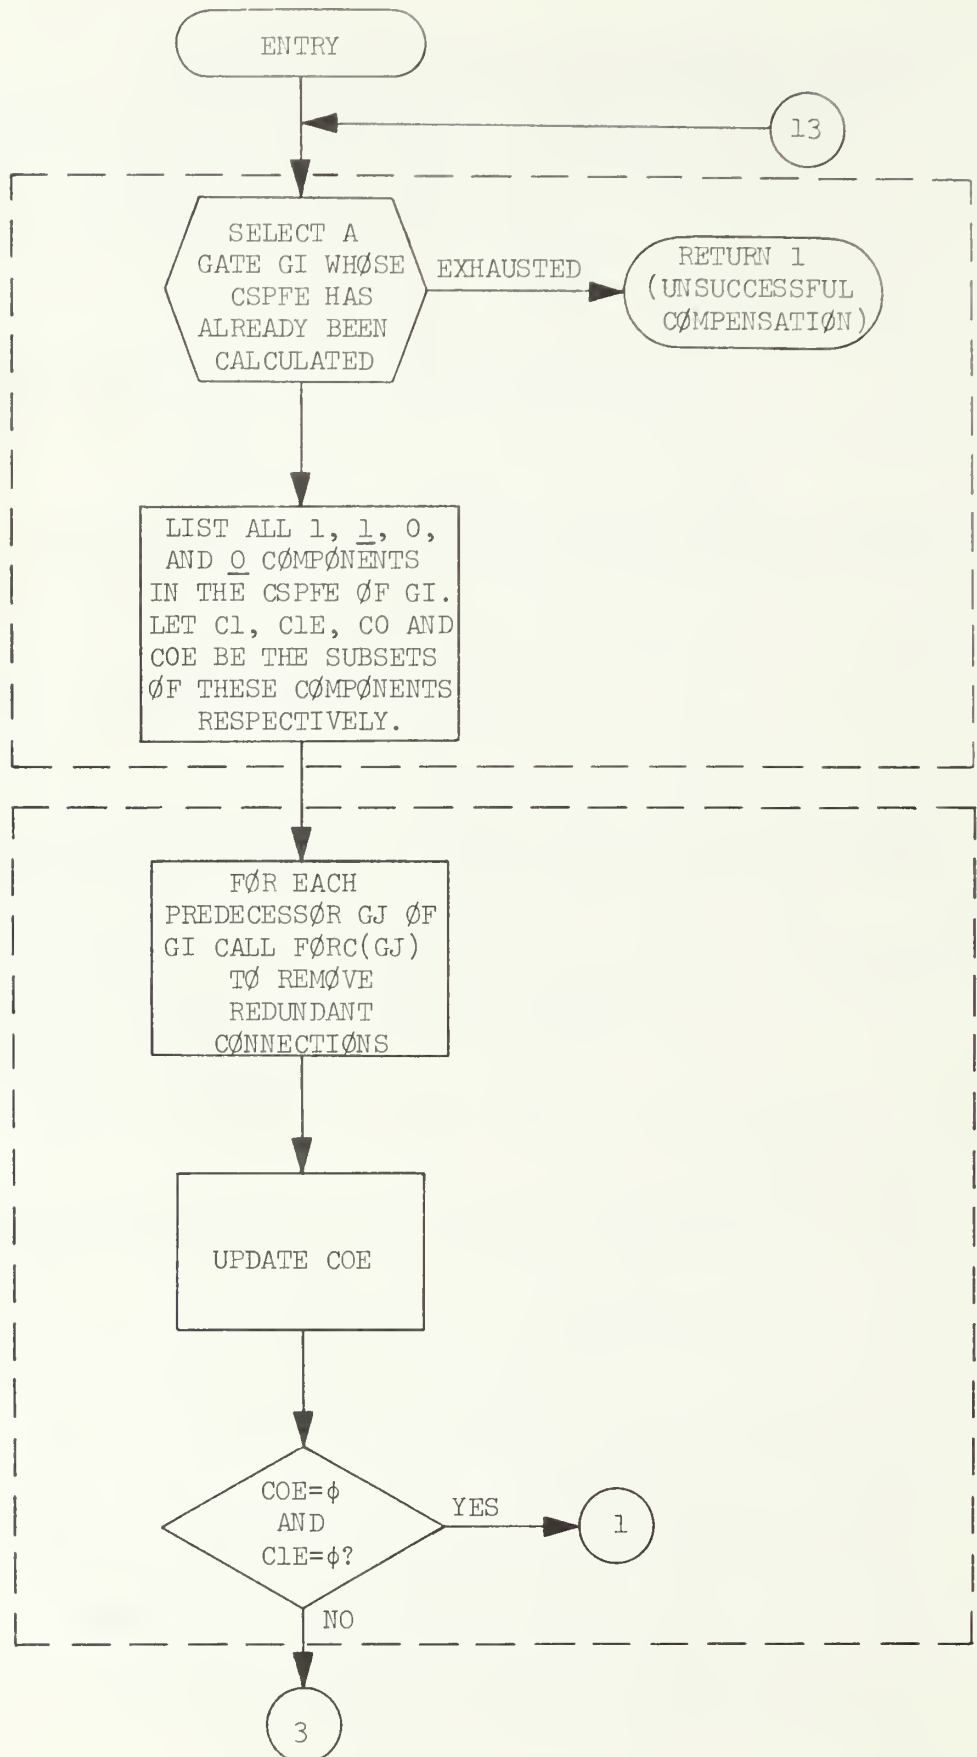 ENTRY
13
SELECT A
GATE GI WHØSE
CSPFE HAS
ALREADY BEEN
CALCULATED
EXHAUSTED
RETURN 1
(UNSUCCESSFUL
CØMPENSATIØN)
LIST ALL 1, 1, 0,
AND 0 CØMPØNENTS
IN THE CSPFE ØF GI.
LET C1, C1E, C0 AND
C0E BE THE SUBSETS
ØF THESE CØMPØNENTS
RESPECTIVELY.
FØR EACH
PREDECESSØR GJ ØF
GI CALL FØRC(GJ)
TØ REMØVE
REDUNDANT
CØNNECTIØNS
UPDATE C0E
C0E=ϕ
AND
C1E=ϕ?
YES
1
NO
3